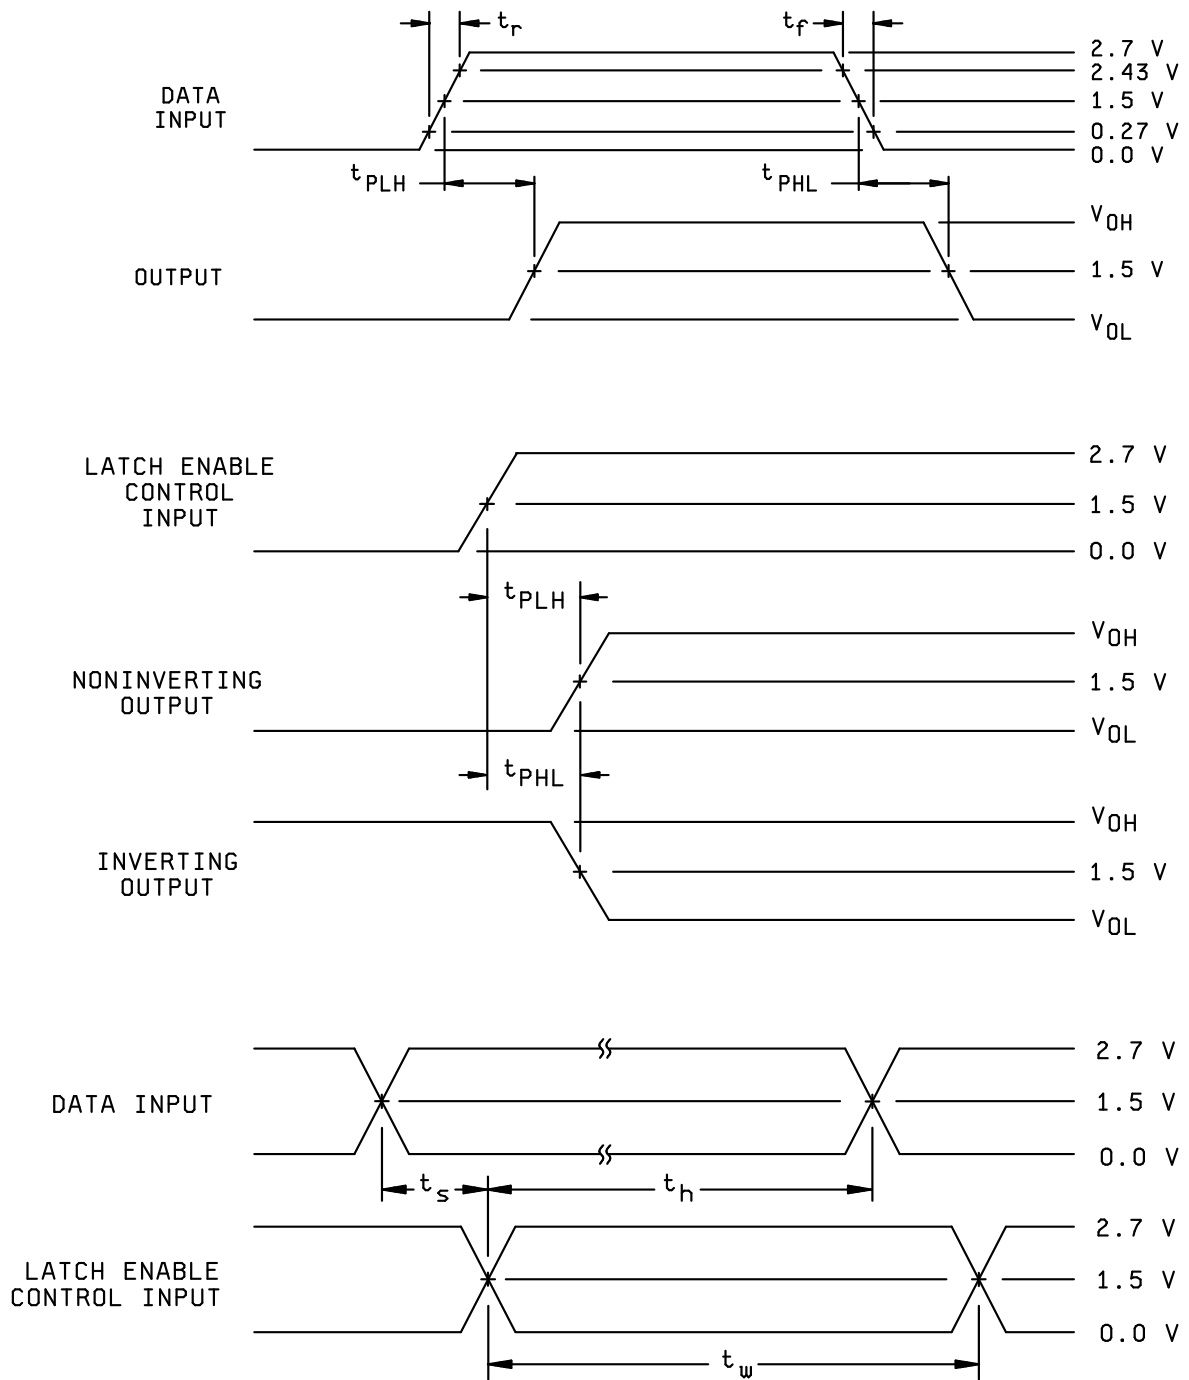 t_r t_f
2.7 V
2.43 V
DATA
INPUT
1.5 V
0.27 V
0.0 V
t_PLH t_PHL
V_OH
OUTPUT
1.5 V
V_OL
LATCH ENABLE
CONTROL
INPUT
2.7 V
1.5 V
0.0 V
t_PLH
V_OH
NONINVERTING
OUTPUT
1.5 V
V_OL
t_PHL
V_OH
INVERTING
OUTPUT
1.5 V
V_OL
2.7 V
DATA INPUT
1.5 V
0.0 V
t_s t_h
2.7 V
LATCH ENABLE
CONTROL INPUT
1.5 V
0.0 V
t_w